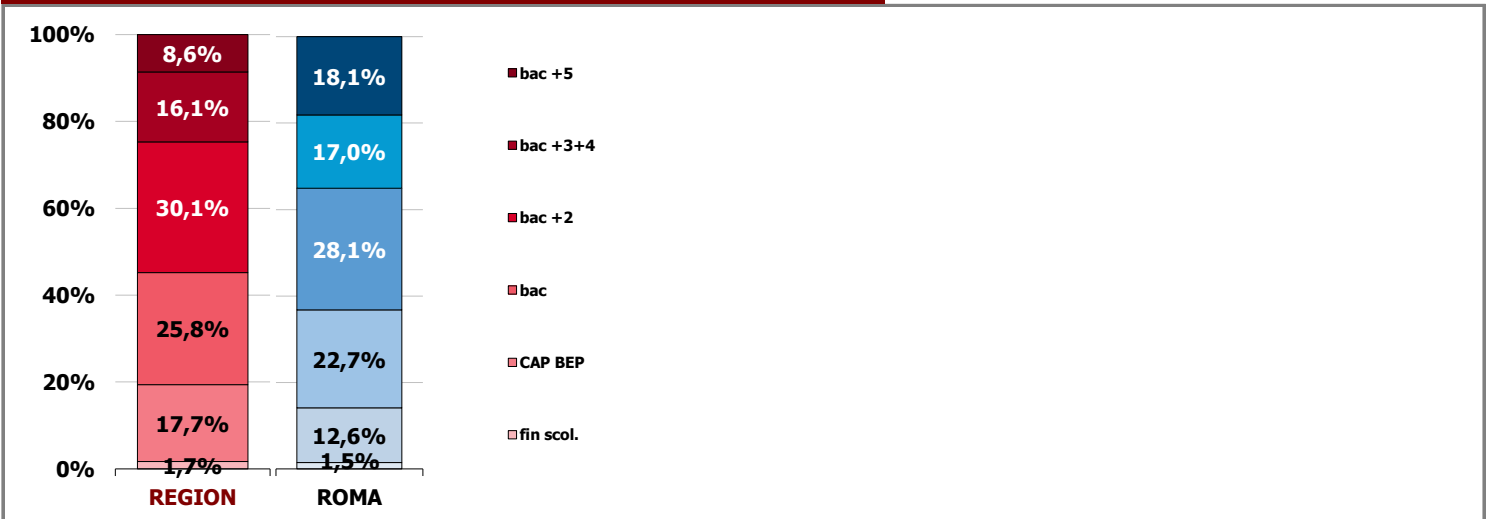 100%
80%
60%
40%
20%
0%
8,6%
16,1%
30,1%
25,8%
17,7%
1,7%
REGION
18,1%
17,0%
28,1%
22,7%
12,6%
1,5%
ROMA
bac +5
bac +3+4
bac +2
bac
CAP BEP
fin scol.